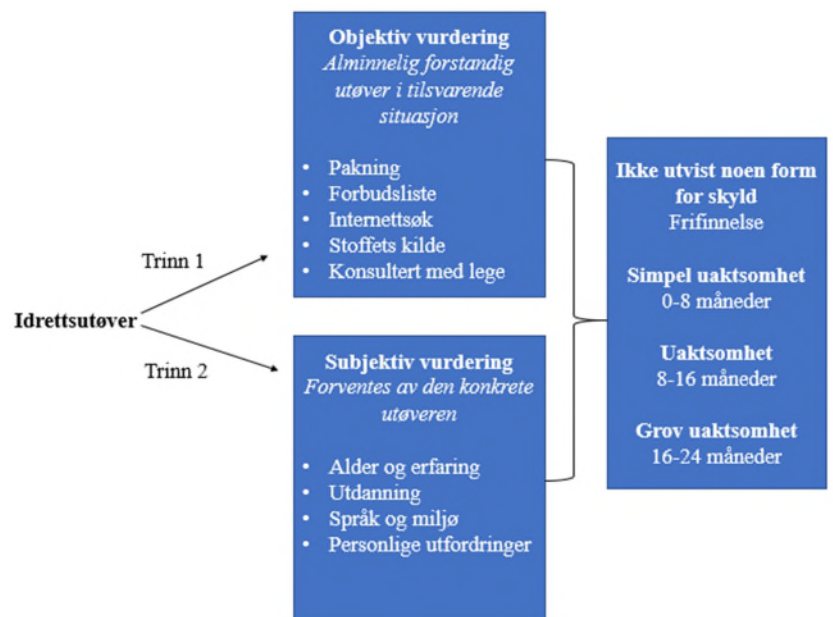 Objektiv vurdering
Alminnelig forstandig
utøver i tilsvarende
situasjon
• Pakning
• Forbudsliste
• Internettsøk
• Stoffets kilde
• Konsultert med lege
Trinn 1
Idrettsutøver
Trinn 2
Subjektiv vurdering
Forventes av den konkrete
utøveren
• Alder og erfaring
• Utdanning
• Språk og miljø
• Personlige utfordringer
Ikke utvist noen form
for skyld
Frifinnelse
Simpel uaktsomhet
0-8 måneder
Uaktsomhet
8-16 måneder
Grov uaktsomhet
16-24 måneder